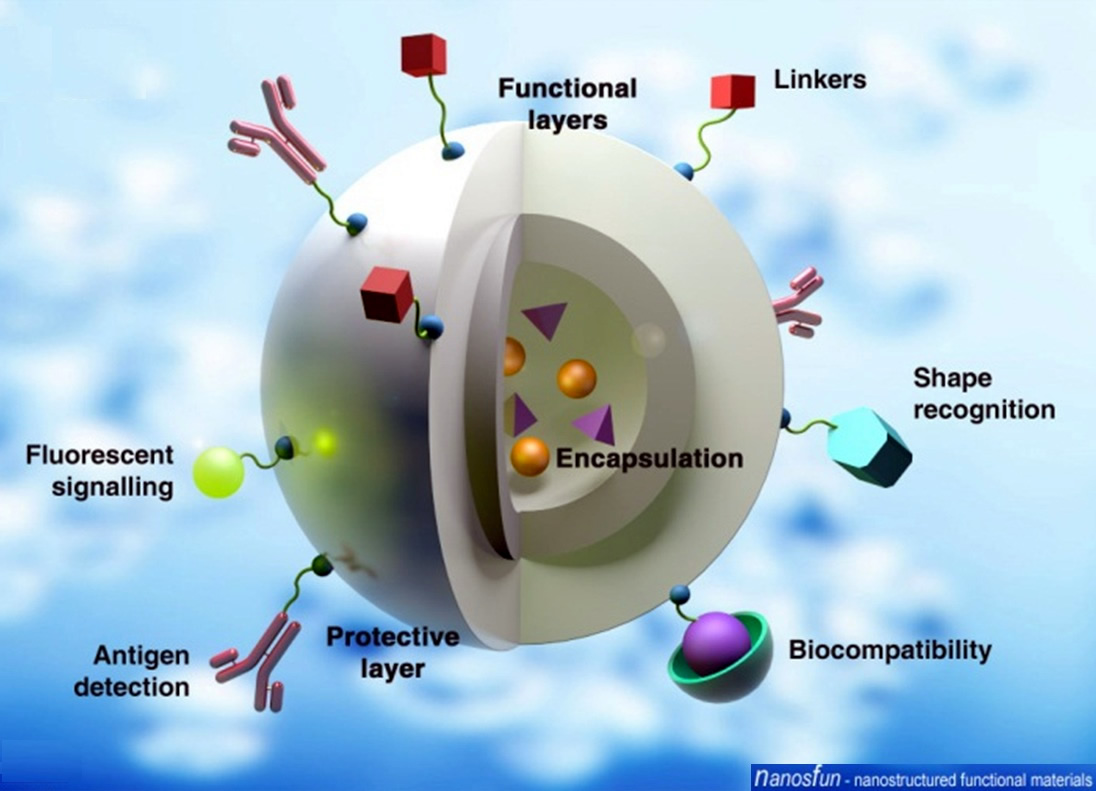 Functional
layers
Linkers
Shape
recognition
Encapsulation
Fluorescent
signalling
Antigen
detection
Protective
layer
Biocompatibility
nanosfun - nanostructured functional materials